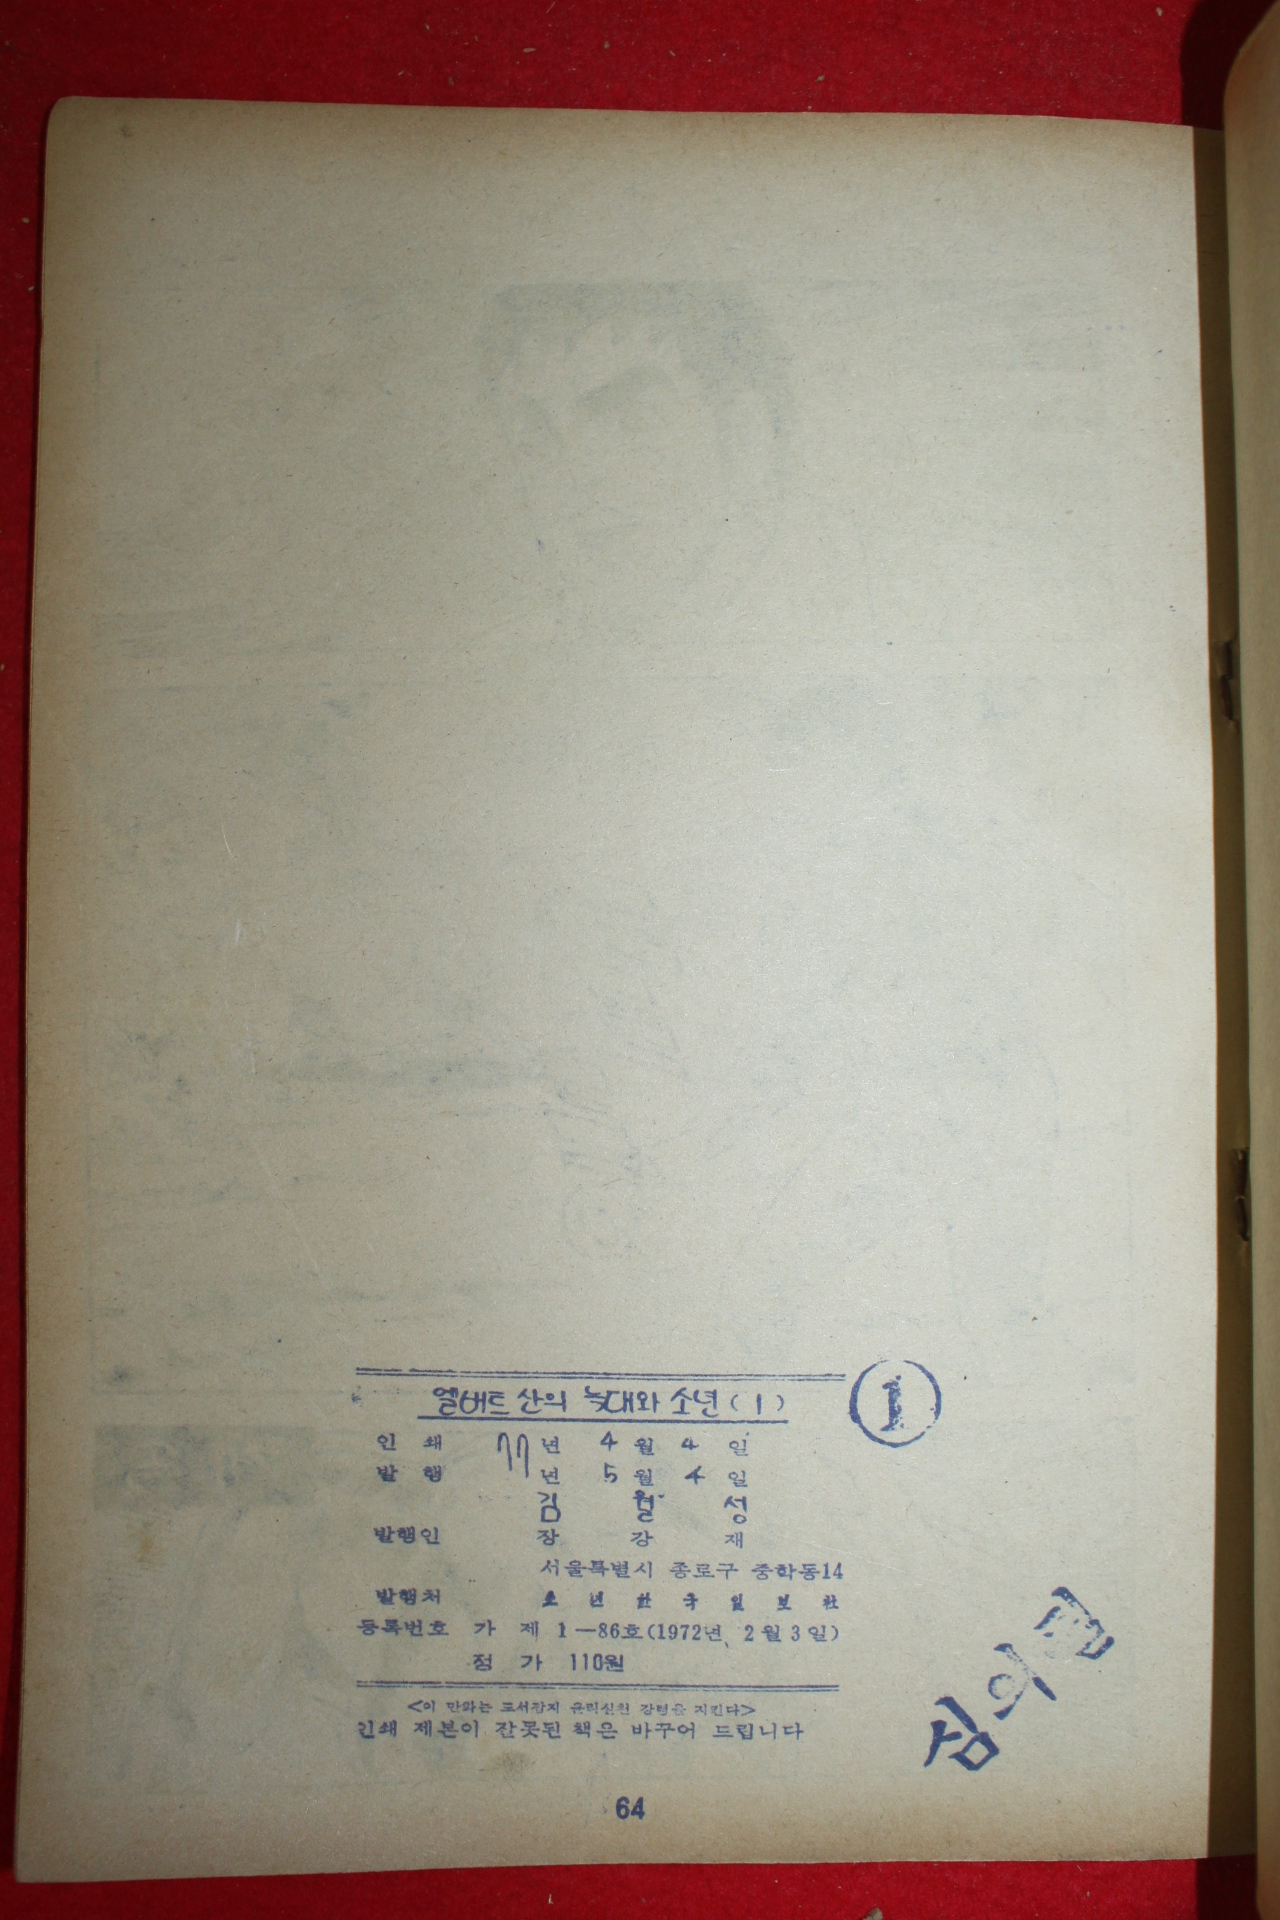 엘버트 산의 늑대와 소년 (1)
①
인 쇄 77년 4월 4일
발 행 77년 5월 4일
김 월 성
발행인 장 강 재
서울특별시 종로구 중학동14
발행처 소 년 한 국 일 보 社
등록번호 가 제 1-86호(1972년, 2월 3일)
정 가 110원
<이 만화는 도서잡지 윤리실천 강령을 지킨다>
인쇄 제본이 잘못된 책은 바꾸어 드립니다
심의필
64